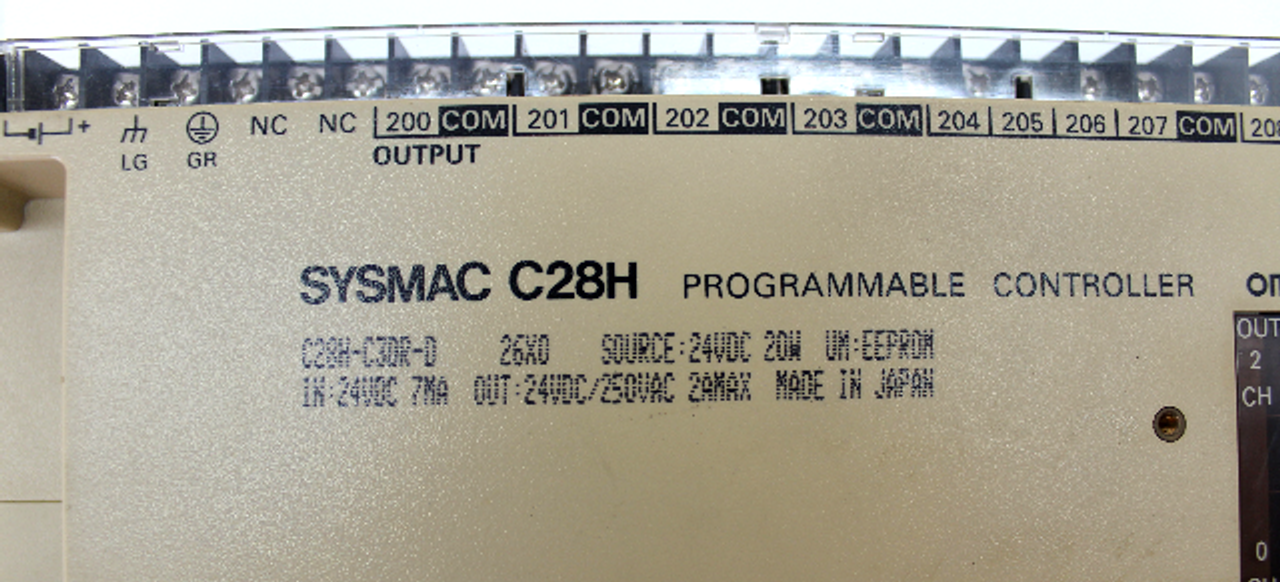 + LG GR NC NC 200 COM 201 COM 202 COM 203 COM 204 205 206 207 COM
OUTPUT
SYSMAC C28H PROGRAMMABLE CONTROLLER
C28H-C3DR-D 26X0 SOURCE:24VDC 20W UM:EEPROM
IN:24VDC 7MA OUT:24VDC/250VAC 2AMAX MADE IN JAPAN
OUT
2
CH
0